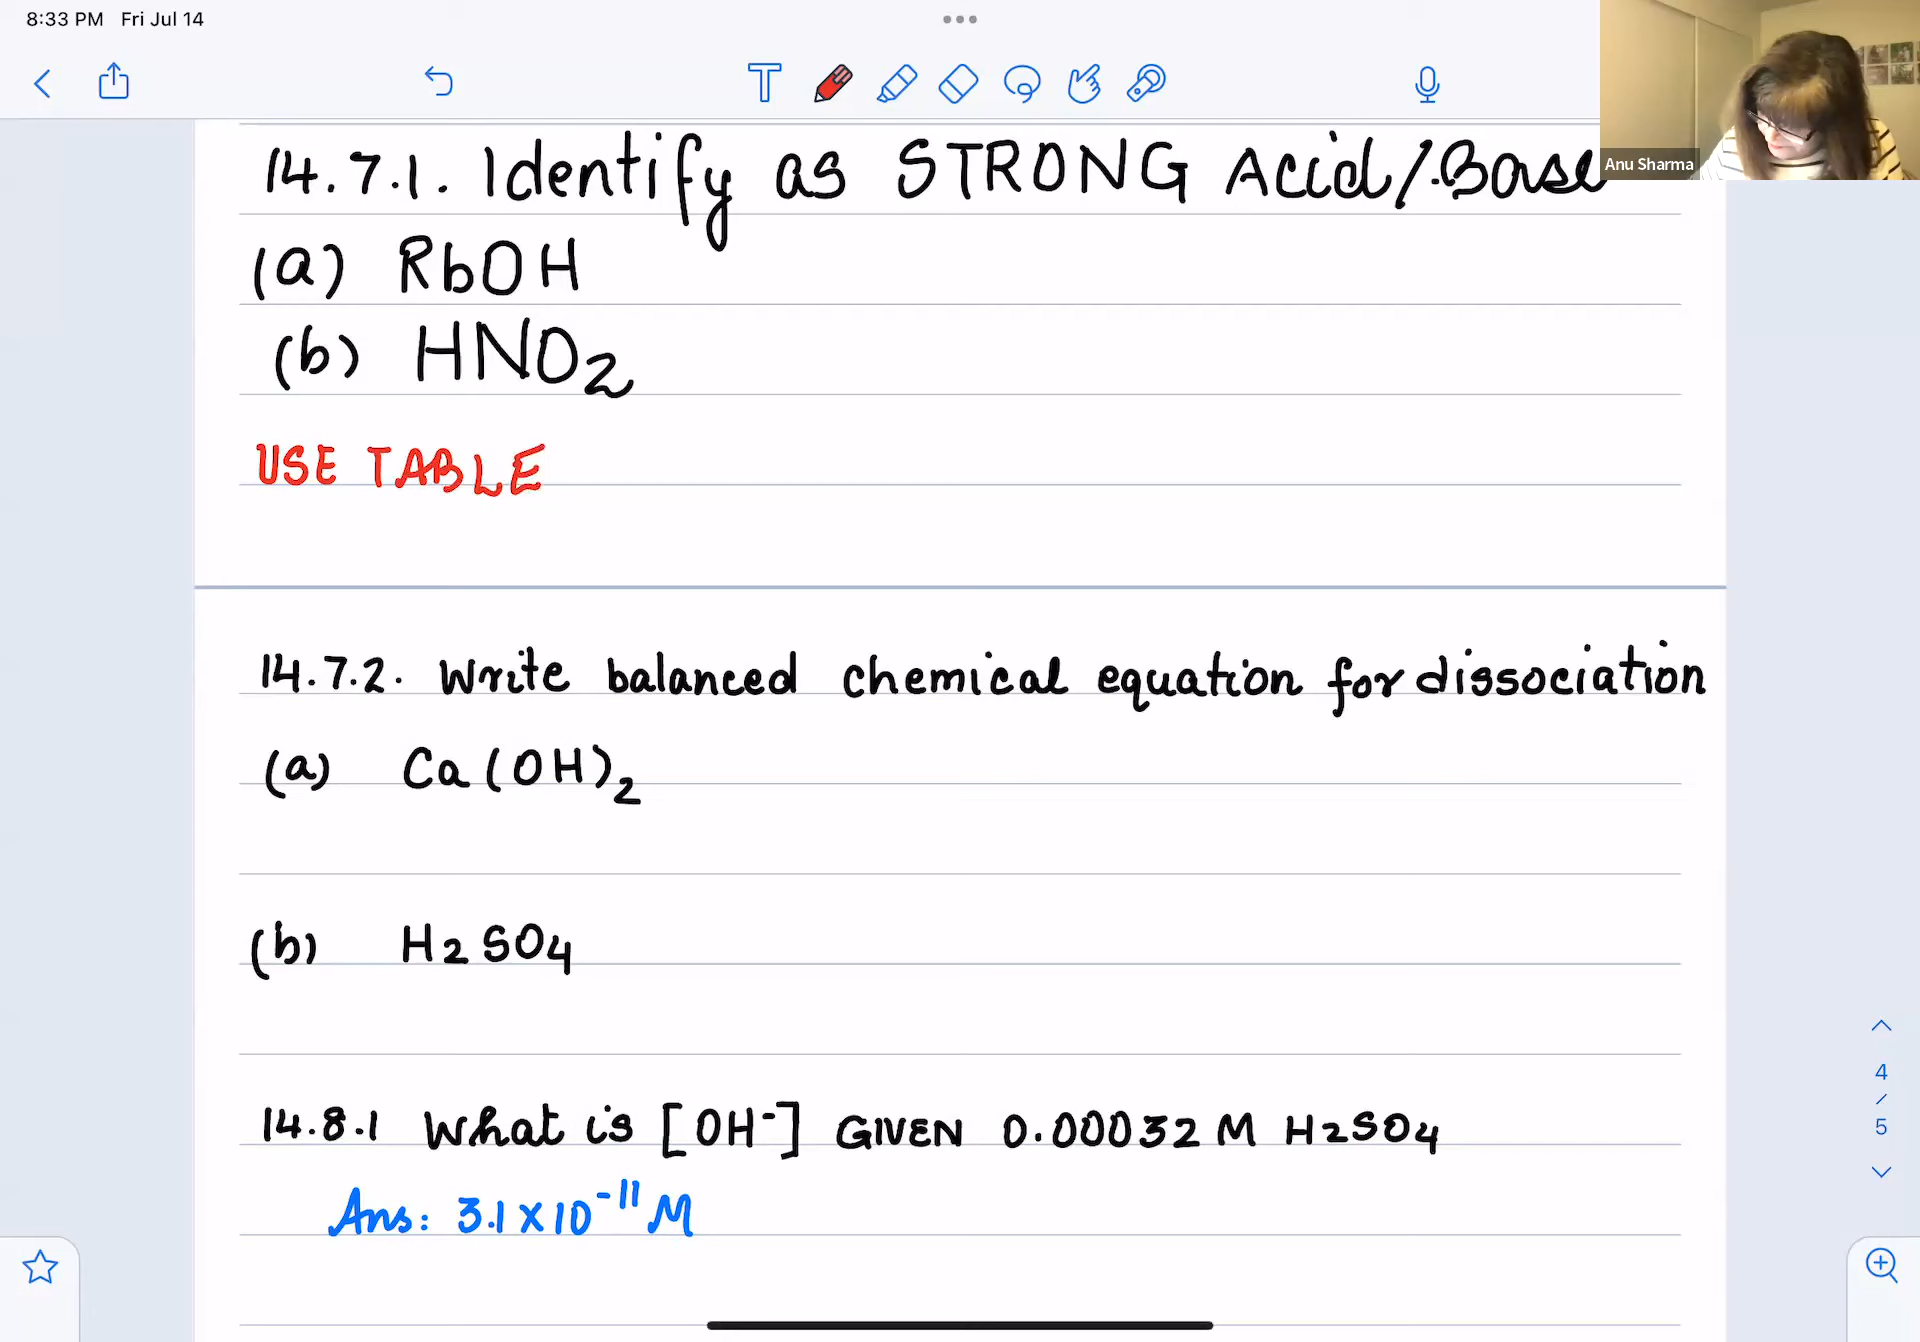 8:33 PM Fri Jul 14
Anu Sharma
14.7.1. Identify as STRONG Acid/Base
(a) RbOH
(b) HNO2
USE TABLE
14.7.2. Write balanced chemical equation for dissociation
(a) Ca(OH)2
(b) H2SO4
14.8.1 What is [OH⁻] GIVEN 0.00032 M H2SO4
Ans: 3.1 x 10⁻¹¹ M
4
/
5